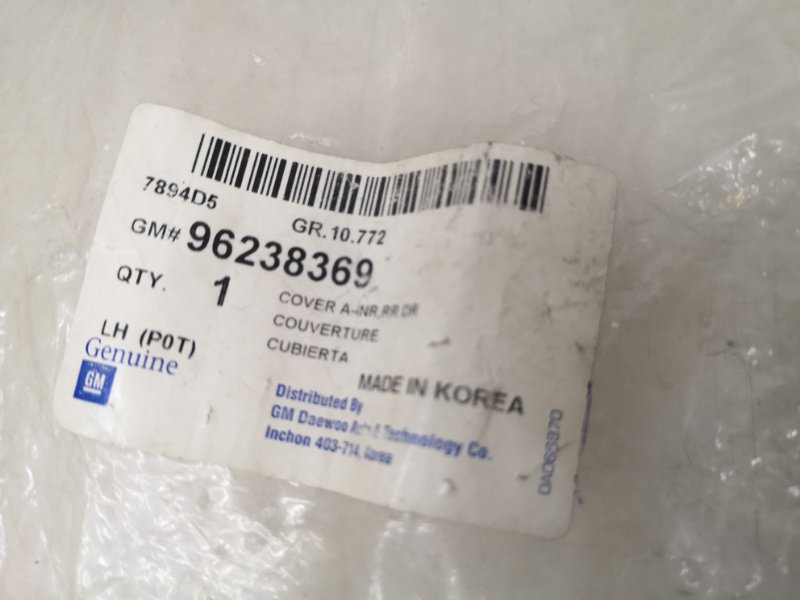 7894D5
GR.10.772
GM# 96238369
QTY. 1
COVER A-INR,RR DR
COUVERTURE
CUBIERTA
LH (P0T)
Genuine
GM
MADE IN KOREA
Distributed By
GM Daewoo Auto & Technology Co.
Inchon 403-714, Korea